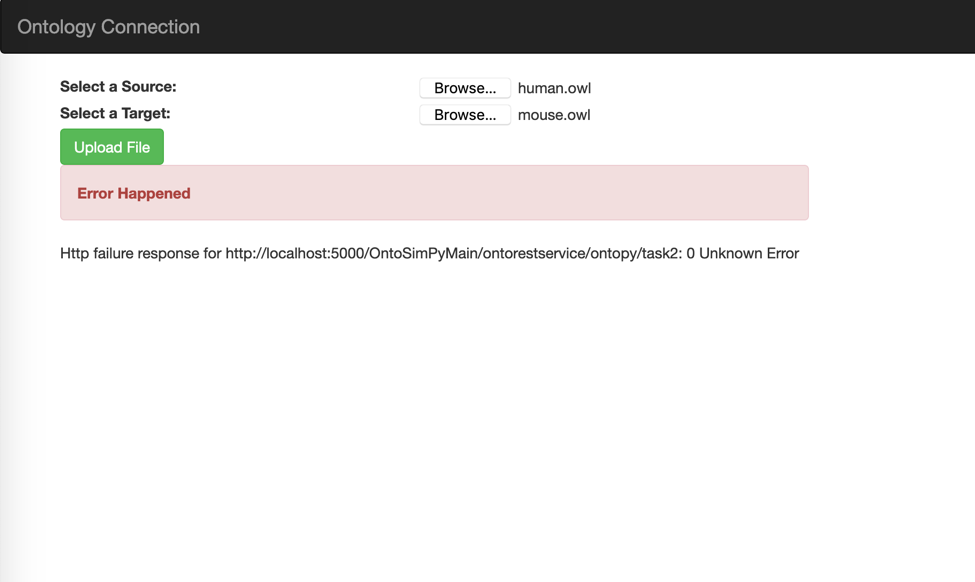 Ontology Connection
Select a Source: Browse... human.owl
Select a Target: Browse... mouse.owl
Upload File
Error Happened
Http failure response for http://localhost:5000/OntoSimPyMain/ontorestservice/ontopy/task2: 0 Unknown Error